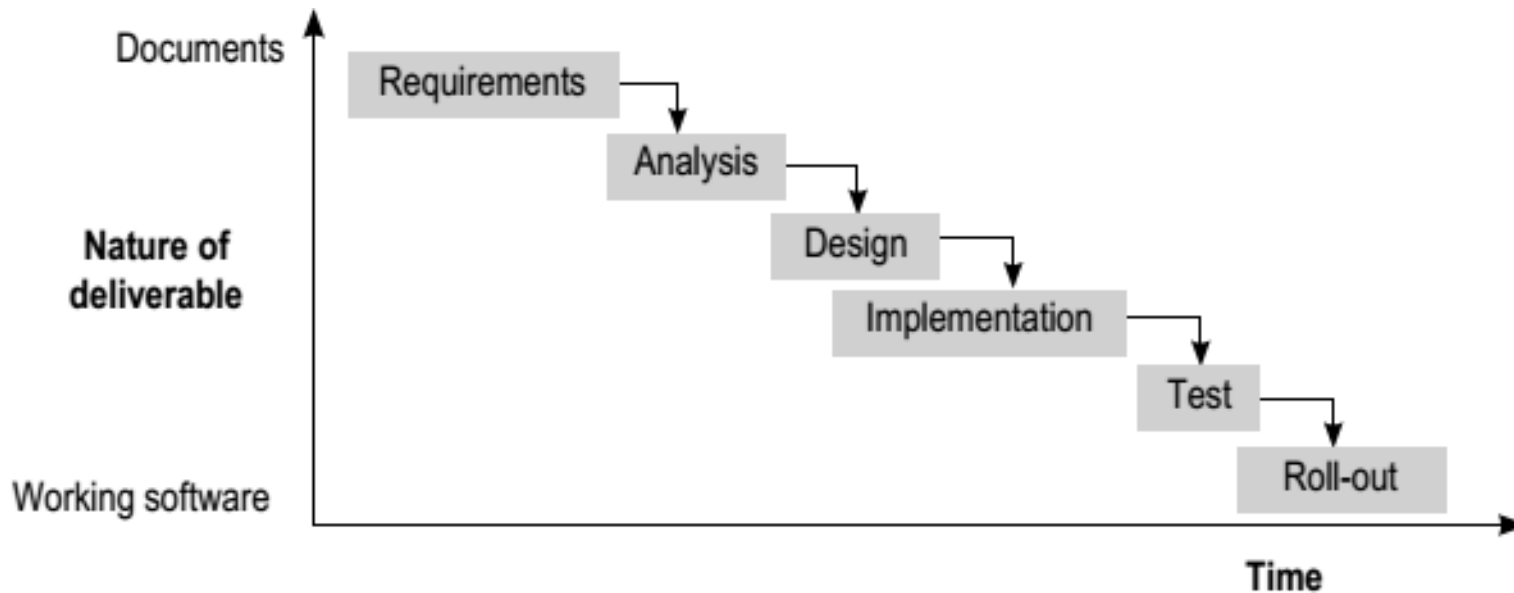 Documents
Requirements
Analysis
Nature of
deliverable
Design
Implementation
Test
Working software
Roll-out
Time